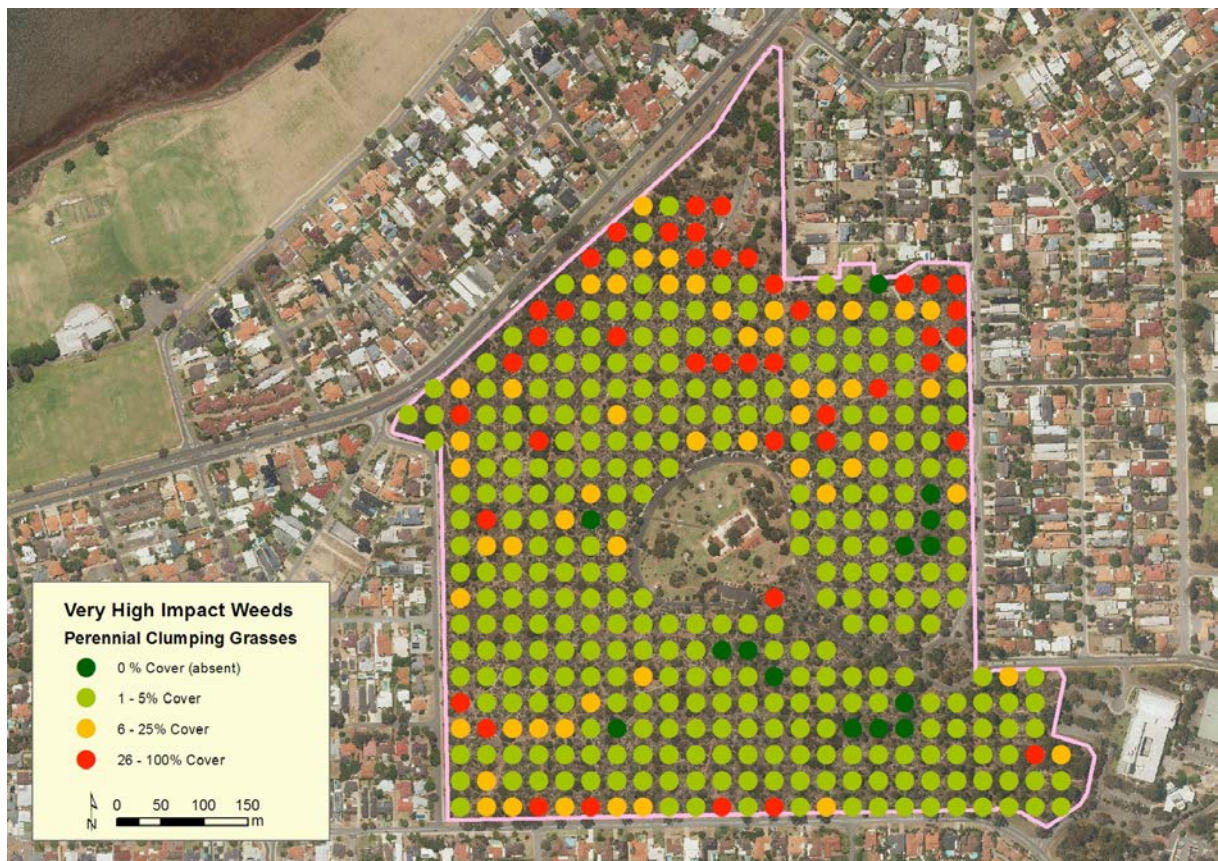 Very High Impact Weeds
Perennial Clumping Grasses
0 % Cover (absent)
1 - 5% Cover
6 - 25% Cover
26 - 100% Cover
N
0 50 100 150
m